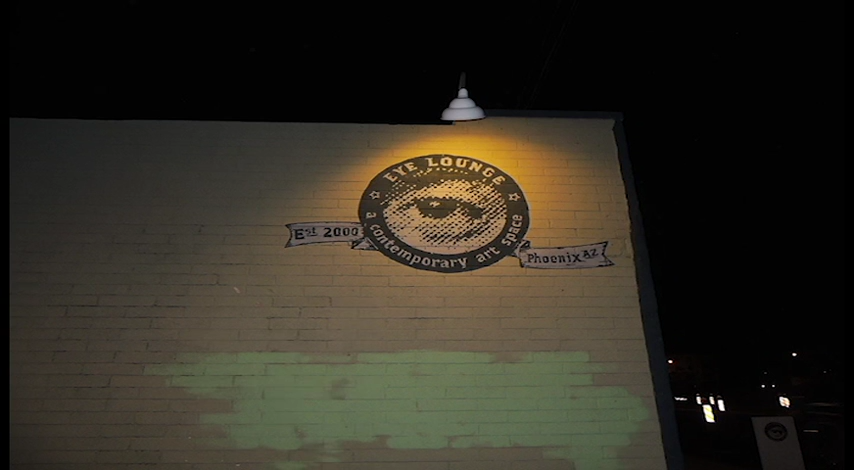 EYE LOUNGE
a contemporary art space
Est 2000
Phoenix AZ